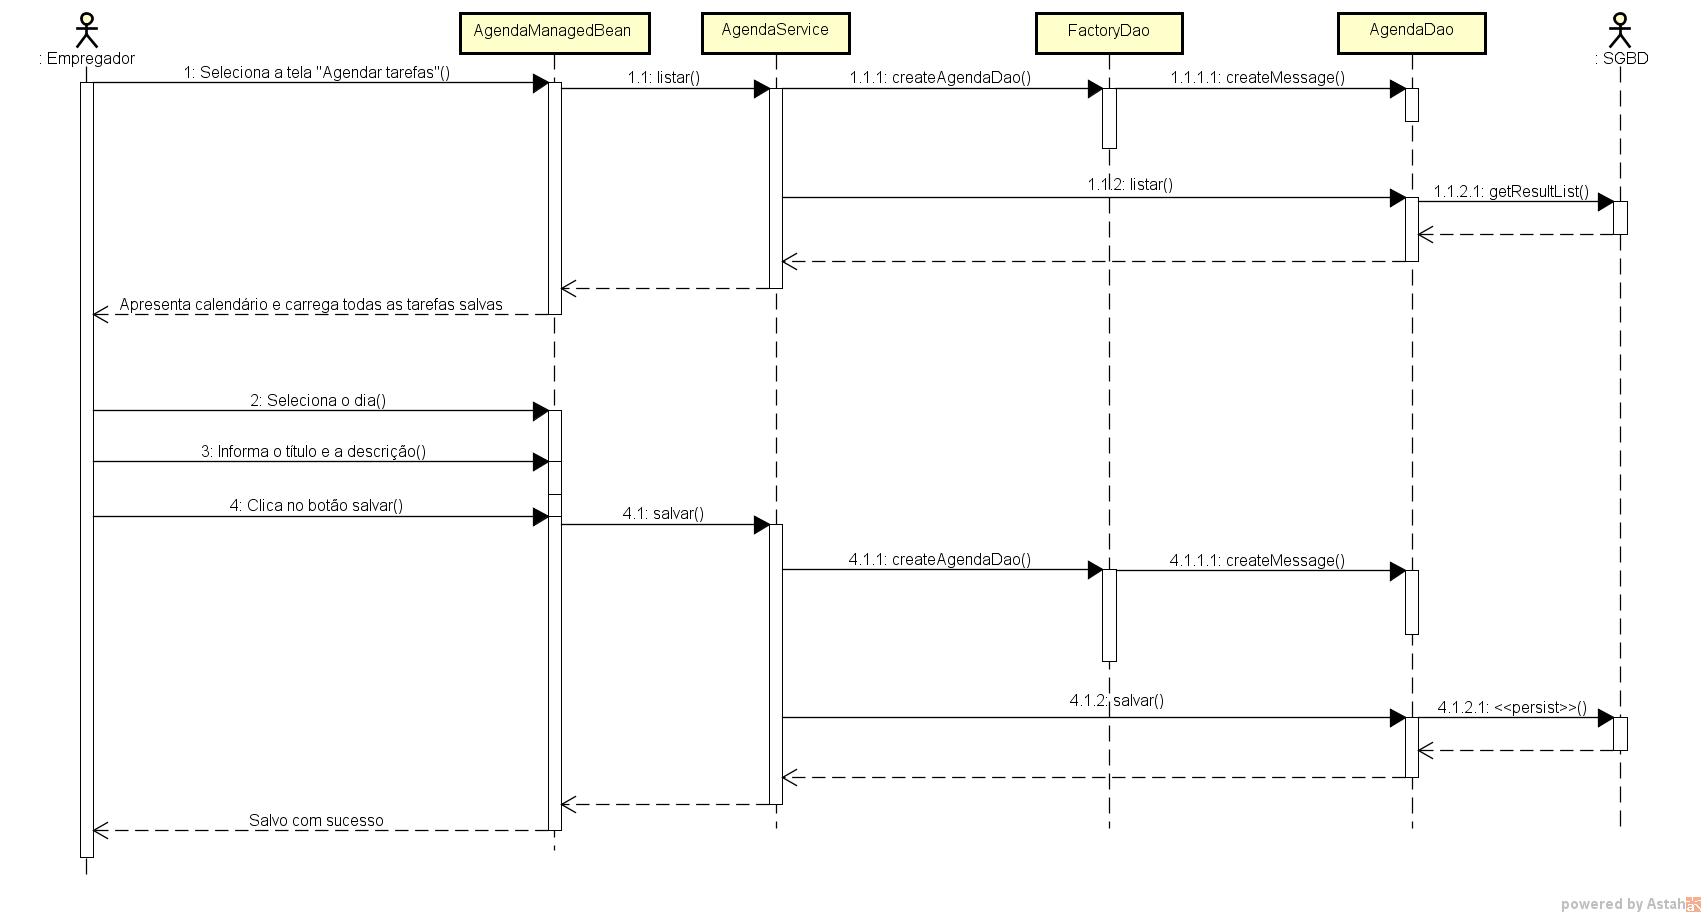 : Empregador
AgendaManagedBean
AgendaService
FactoryDao
AgendaDao
: SGBD
1: Seleciona a tela "Agendar tarefas"()
1.1: listar()
1.1.1: createAgendaDao()
1.1.1.1: createMessage()
1.1.2: listar()
1.1.2.1: getResultList()
Apresenta calendário e carrega todas as tarefas salvas
2: Seleciona o dia()
3: Informa o título e a descrição()
4: Clica no botão salvar()
4.1: salvar()
4.1.1: createAgendaDao()
4.1.1.1: createMessage()
4.1.2: salvar()
4.1.2.1: <<persist>>()
Salvo com sucesso
powered by Astah